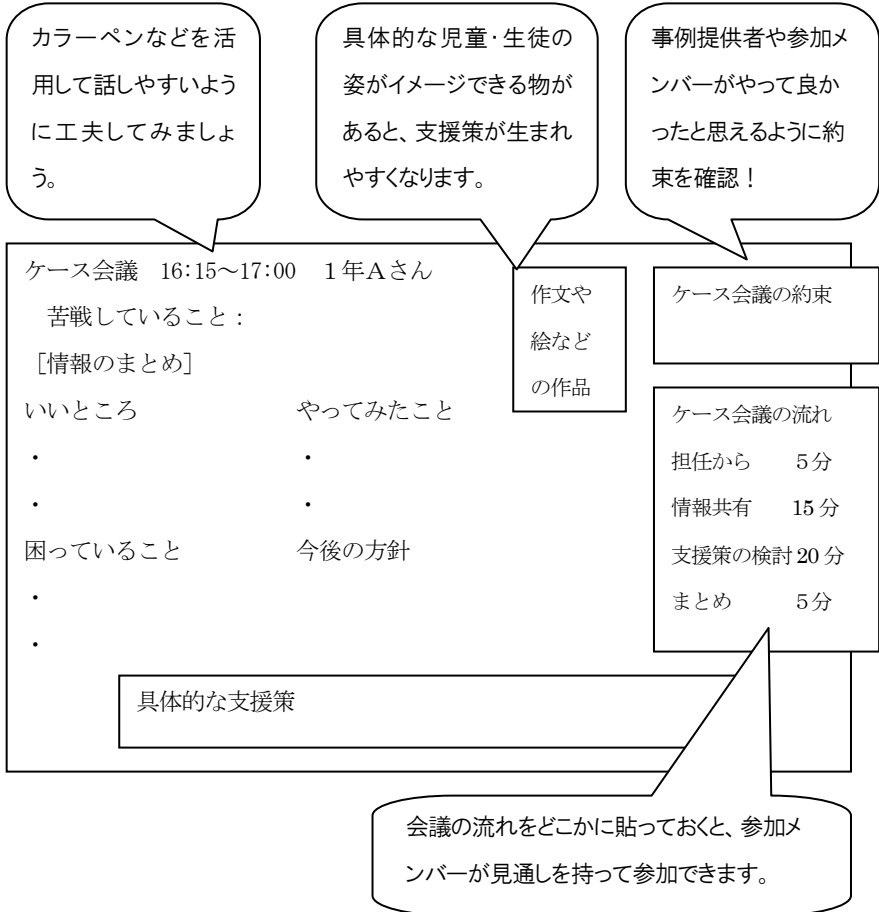 カラーペンなどを活
用して話しやすいよう
に工夫してみましょ
う。
具体的な児童・生徒の
姿がイメージできる物が
あると、支援策が生まれ
やすくなります。
事例提供者や参加メ
ンバーがやって良か
ったと思えるように約
束を確認！
ケース会議　16：15～17：00　１年Ａさん
苦戦していること：
［情報のまとめ］
いいところ　やってみたこと
・　・
・　・
困っていること　今後の方針
・
・
作文や
絵など
の作品
ケース会議の約束
ケース会議の流れ
担任から　５分
情報共有　15分
支援策の検討 20分
まとめ　５分
具体的な支援策
会議の流れをどこかに貼っておくと、参加メ
ンバーが見通しを持って参加できます。